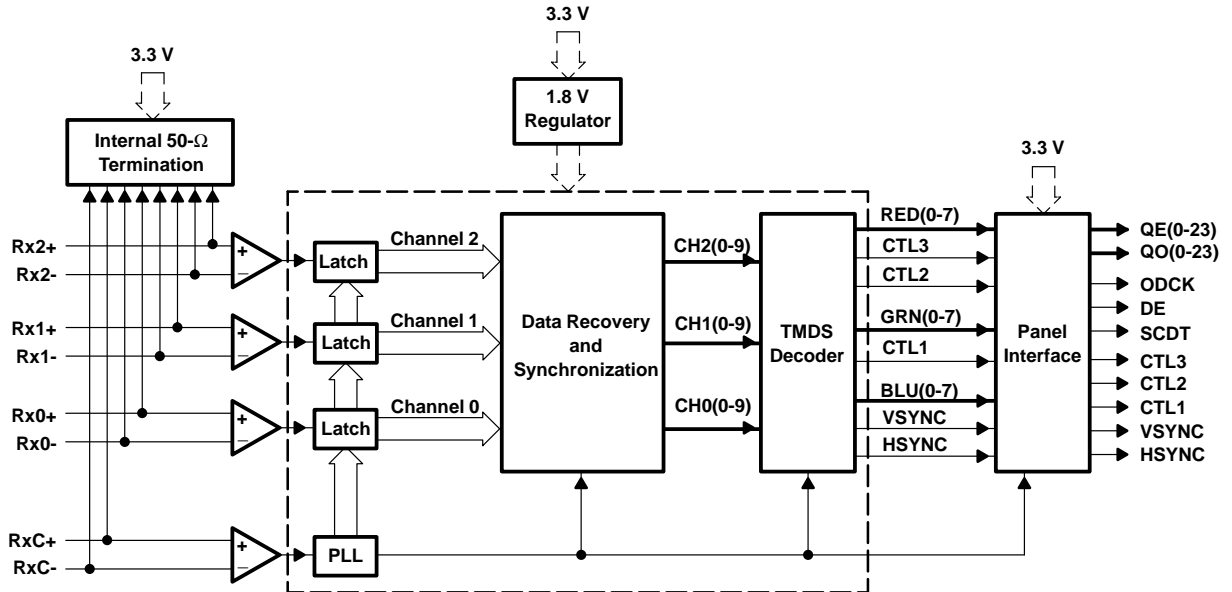 3.3 V
3.3 V
1.8 V
Regulator
Internal 50-Ω
Termination
3.3 V
Rx2+
Rx2-
Rx1+
Rx1-
Rx0+
Rx0-
RxC+
RxC-
+
−
+
−
+
−
+
−
Latch
Latch
Latch
PLL
Channel 2
Channel 1
Channel 0
Data Recovery
and
Synchronization
CH2(0-9)
CH1(0-9)
CH0(0-9)
TMDS
Decoder
RED(0-7)
CTL3
CTL2
GRN(0-7)
CTL1
BLU(0-7)
VSYNC
HSYNC
Panel
Interface
QE(0-23)
QO(0-23)
ODCK
DE
SCDT
CTL3
CTL2
CTL1
VSYNC
HSYNC